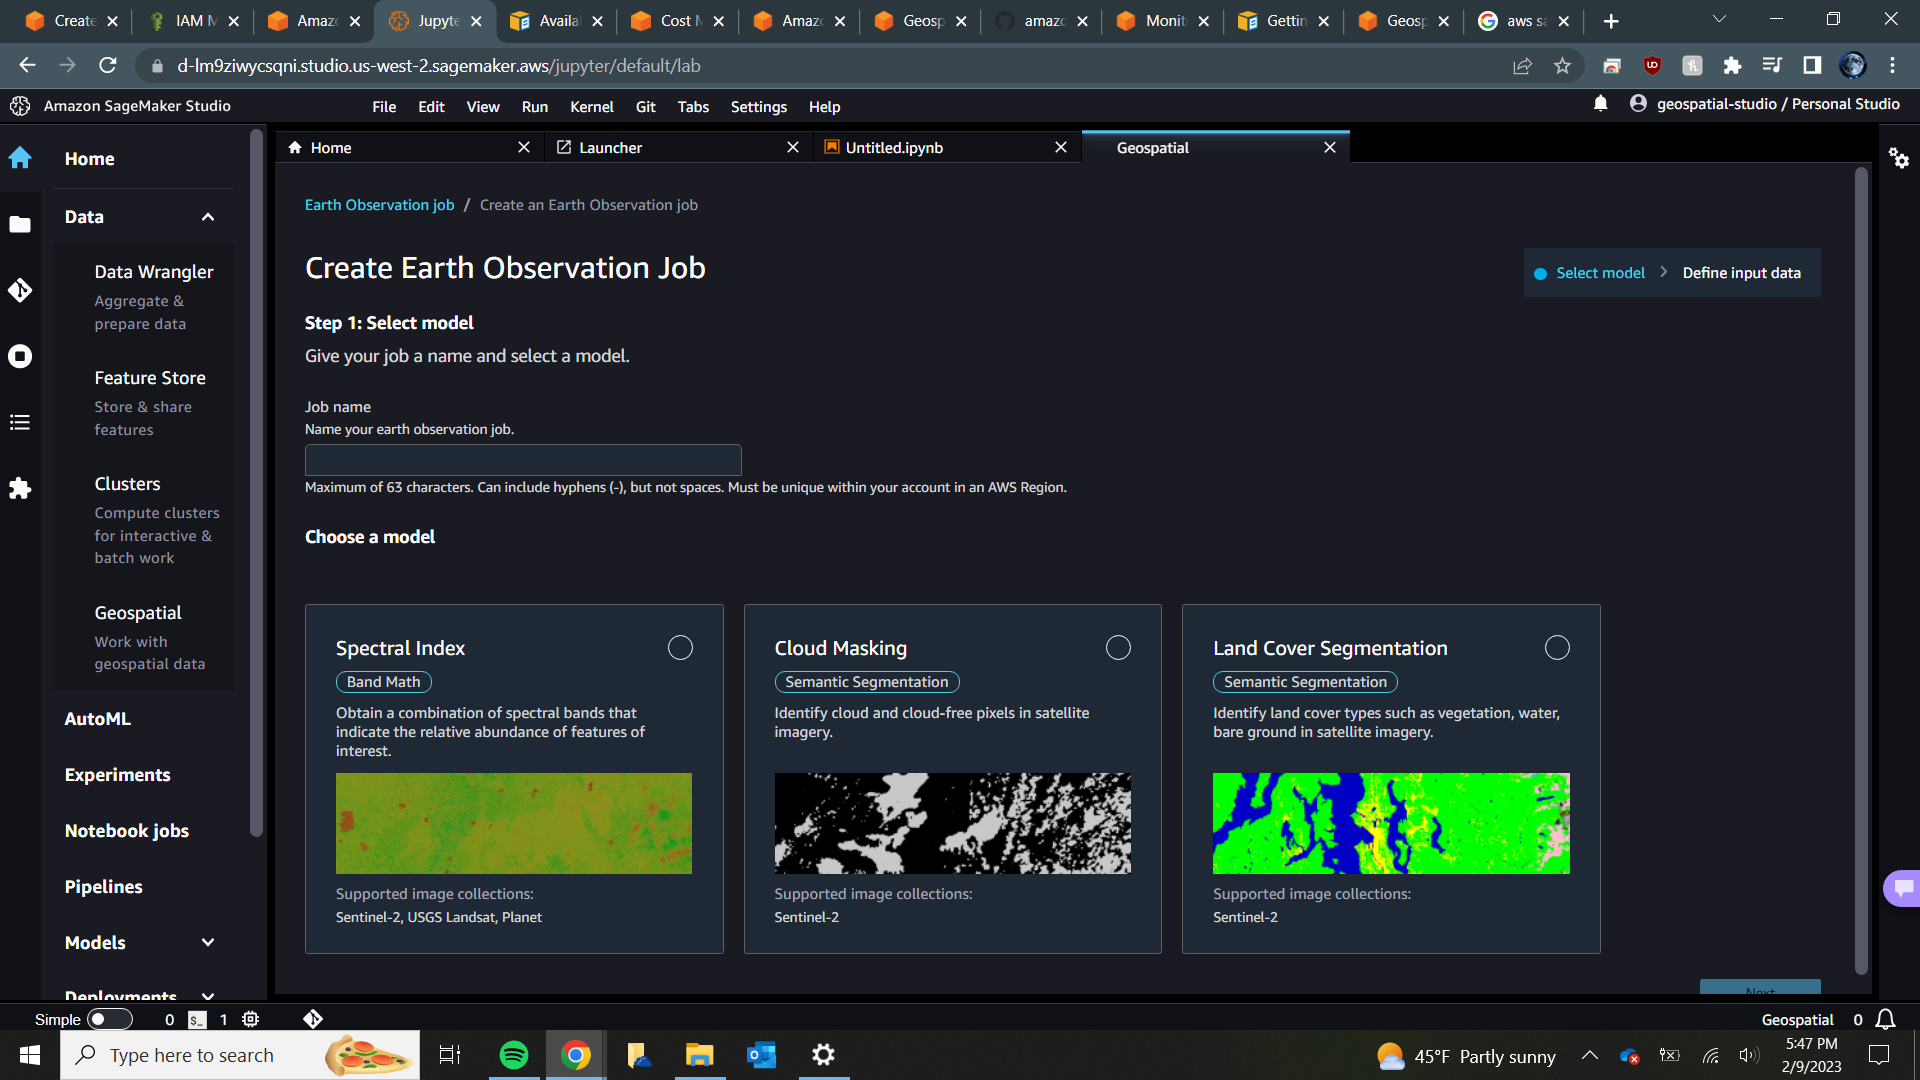 Create
IAM M
Amazo
Jupyte
Availa
Cost M
Amazo
Geosp
amazo
Monit
Gettin
Geosp
aws sa
d-lm9ziwycsqni.studio.us-west-2.sagemaker.aws/jupyter/default/lab
Amazon SageMaker Studio
File Edit View Run Kernel Git Tabs Settings Help
geospatial-studio / Personal Studio
Home
Launcher
Untitled.ipynb
Geospatial
Home
Data
Data Wrangler
Aggregate &
prepare data
Feature Store
Store & share
features
Clusters
Compute clusters
for interactive &
batch work
Geospatial
Work with
geospatial data
AutoML
Experiments
Notebook jobs
Pipelines
Models
Deployments
Earth Observation job / Create an Earth Observation job
Create Earth Observation Job
Select model > Define input data
Step 1: Select model
Give your job a name and select a model.
Job name
Name your earth observation job.
Maximum of 63 characters. Can include hyphens (-), but not spaces. Must be unique within your account in an AWS Region.
Choose a model
Spectral Index
Band Math
Obtain a combination of spectral bands that
indicate the relative abundance of features of
interest.
Supported image collections:
Sentinel-2, USGS Landsat, Planet
Cloud Masking
Semantic Segmentation
Identify cloud and cloud-free pixels in satellite
imagery.
Supported image collections:
Sentinel-2
Land Cover Segmentation
Semantic Segmentation
Identify land cover types such as vegetation, water,
bare ground in satellite imagery.
Supported image collections:
Sentinel-2
Next
Simple 0 $_ 1
Geospatial 0
Type here to search
45°F Partly sunny
5:47 PM
2/9/2023